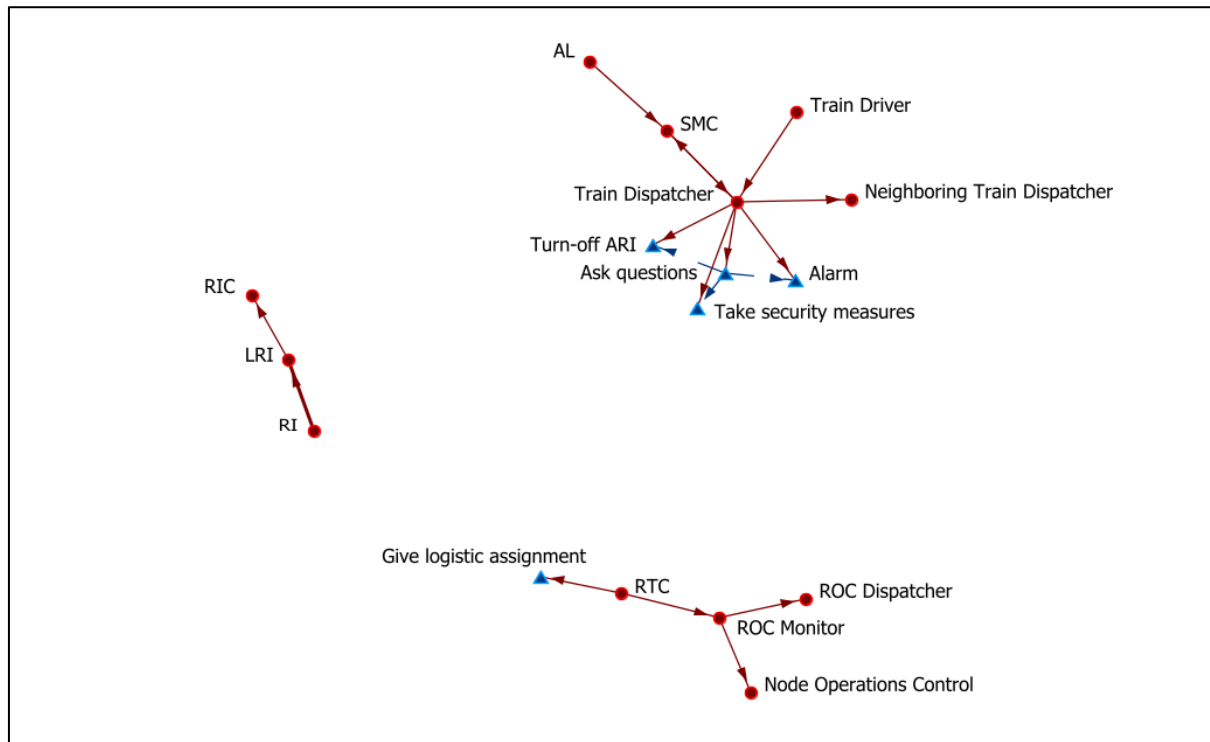 AL
Train Driver
SMC
Train Dispatcher
Neighboring Train Dispatcher
Turn-off ARI
Ask questions
Alarm
RIC
Take security measures
LRI
RI
Give logistic assignment
RTC
ROC Dispatcher
ROC Monitor
Node Operations Control